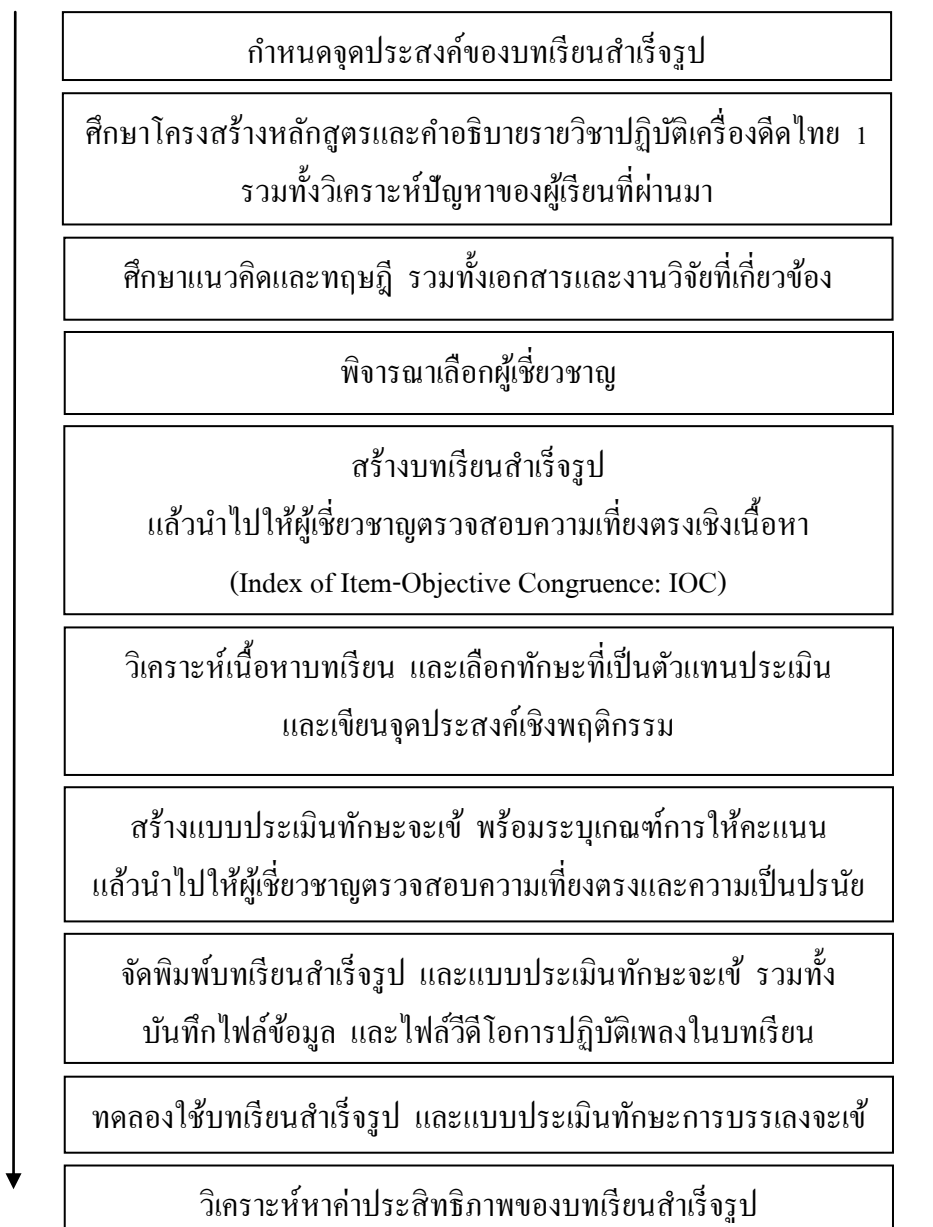 กำหนดจุดประสงค์ของบทเรียนสำเร็จรูป
ศึกษาโครงสร้างหลักสูตรและคำอธิบายรายวิชาปฏิบัติเครื่องดีดไทย 1
รวมทั้งวิเคราะห์ปัญหาของผู้เรียนที่ผ่านมา
ศึกษาแนวคิดและทฤษฎี รวมทั้งเอกสารและงานวิจัยที่เกี่ยวข้อง
พิจารณาเลือกผู้เชี่ยวชาญ
สร้างบทเรียนสำเร็จรูป
แล้วนำไปให้ผู้เชี่ยวชาญตรวจสอบความเที่ยงตรงเชิงเนื้อหา
(Index of Item-Objective Congruence: IOC)
วิเคราะห์เนื้อหาบทเรียน และเลือกทักษะที่เป็นตัวแทนประเมิน
และเขียนจุดประสงค์เชิงพฤติกรรม
สร้างแบบประเมินทักษะจะเข้ พร้อมระบุเกณฑ์การให้คะแนน
แล้วนำไปให้ผู้เชี่ยวชาญตรวจสอบความเที่ยงตรงและความเป็นปรนัย
จัดพิมพ์บทเรียนสำเร็จรูป และแบบประเมินทักษะจะเข้ รวมทั้ง
บันทึกไฟล์ข้อมูล และไฟล์วีดีโอการปฏิบัติเพลงในบทเรียน
ทดลองใช้บทเรียนสำเร็จรูป และแบบประเมินทักษะการบรรเลงจะเข้
วิเคราะห์หาค่าประสิทธิภาพของบทเรียนสำเร็จรูป